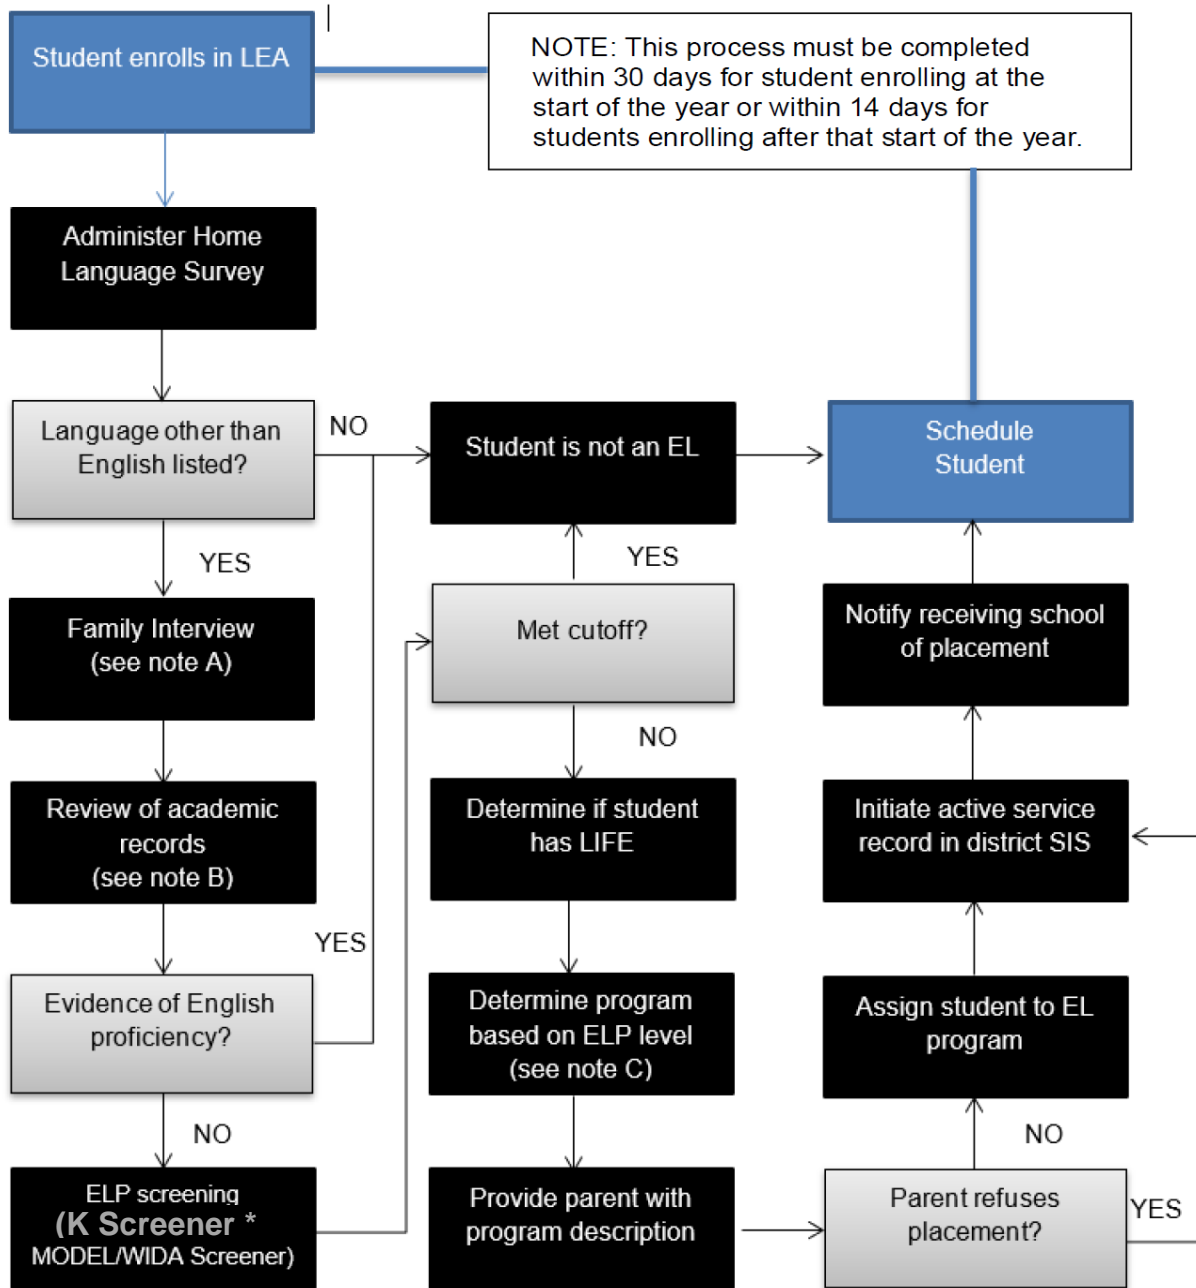 Student enrolls in LEA
NOTE: This process must be completed
within 30 days for student enrolling at the
start of the year or within 14 days for
students enrolling after that start of the year.
Administer Home
Language Survey
Language other than
English listed?
NO
Student is not an EL
Schedule
Student
YES
YES
Family Interview
(see note A)
Met cutoff?
Notify receiving school
of placement
NO
Review of academic
records
(see note B)
Determine if student
has LIFE
Initiate active service
record in district SIS
YES
Evidence of English
proficiency?
Determine program
based on ELP level
(see note C)
Assign student to EL
program
NO
NO
ELP screening
(K Screener *
MODEL/WIDA Screener)
Provide parent with
program description
Parent refuses
placement?
YES